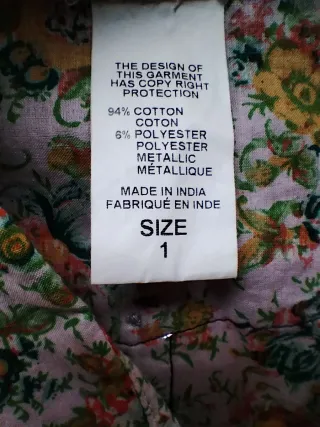 THE DESIGN OF
THIS GARMENT
HAS COPY RIGHT
PROTECTION
94% COTTON
COTON
6% POLYESTER
POLYESTER
METALLIC
MÉTALLIQUE
MADE IN INDIA
FABRIQUÉ EN INDE
SIZE
1